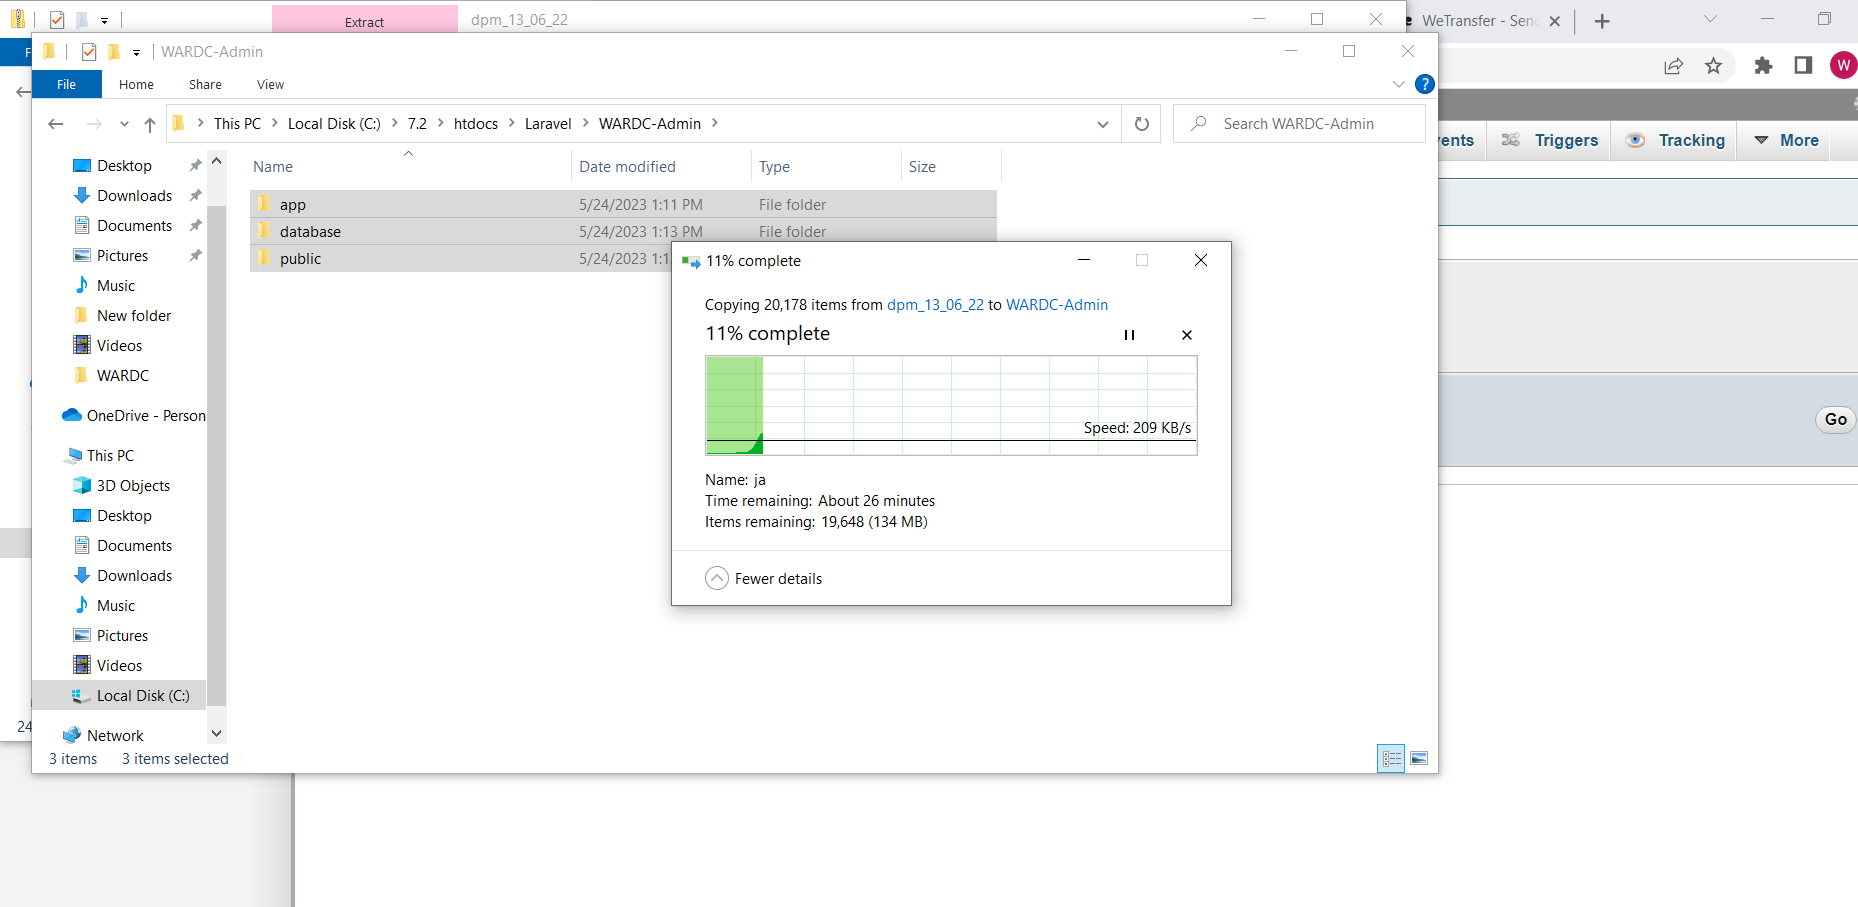 Extract
dpm_13_06_22
WeTransfer - Senc
WARDC-Admin
File
Home
Share
View
?
W
This PC > Local Disk (C:) > 7.2 > htdocs > Laravel > WARDC-Admin >
Search WARDC-Admin
ents
Triggers
Tracking
More
Name
Date modified
Type
Size
app 5/24/2023 1:11 PM File folder
database 5/24/2023 1:13 PM File folder
public 5/24/2023 1:1
Desktop
Downloads
Documents
Pictures
Music
New folder
Videos
WARDC
OneDrive - Person
This PC
3D Objects
Desktop
Documents
Downloads
Music
Pictures
Videos
Local Disk (C:)
Network
11% complete
Copying 20,178 items from dpm_13_06_22 to WARDC-Admin
11% complete
Speed: 209 KB/s
Name: ja
Time remaining: About 26 minutes
Items remaining: 19,648 (134 MB)
Fewer details
Go
24
3 items 3 items selected